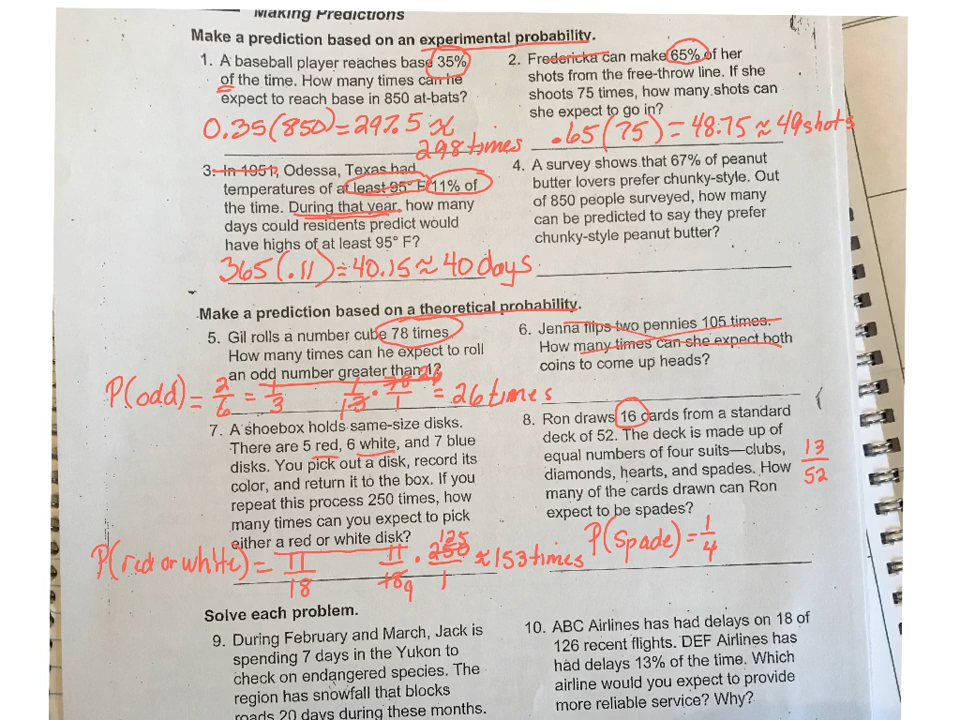 Making Predictions
Make a prediction based on an experimental probability.
1. A baseball player reaches base 35%
of the time. How many times can he
expect to reach base in 850 at-bats?
0.35(850)=297.5 ≈
298 times
2. Fredericka can make 65% of her
shots from the free-throw line. If she
shoots 75 times, how many shots can
she expect to go in?
.65(75)=48.75≈49 shots
3. In 1951, Odessa, Texas had
temperatures of at least 95° F 11% of
the time. During that year, how many
days could residents predict would
have highs of at least 95° F?
365(.11)=40.15≈40 days
4. A survey shows that 67% of peanut
butter lovers prefer chunky-style. Out
of 850 people surveyed, how many
can be predicted to say they prefer
chunky-style peanut butter?
Make a prediction based on a theoretical probability.
5. Gil rolls a number cube 78 times.
How many times can he expect to roll
an odd number greater than 1?
P(odd)= 2/6 = 1/3 1/3 · 78 26/1 = 26 times
6. Jenna flips two pennies 105 times.
How many times can she expect both
coins to come up heads?
7. A shoebox holds same-size disks.
There are 5 red, 6 white, and 7 blue
disks. You pick out a disk, record its
color, and return it to the box. If you
repeat this process 250 times, how
many times can you expect to pick
either a red or white disk?
P(red or white)= 11/18 11/18 9 · 125 250/1 ≈153 times
8. Ron draws 16 cards from a standard
deck of 52. The deck is made up of
equal numbers of four suits—clubs,
diamonds, hearts, and spades. How
many of the cards drawn can Ron
expect to be spades?
13/52
P(spade)=1/4
Solve each problem.
9. During February and March, Jack is
spending 7 days in the Yukon to
check on endangered species. The
region has snowfall that blocks
roads 20 days during these months.
10. ABC Airlines has had delays on 18 of
126 recent flights. DEF Airlines has
had delays 13% of the time. Which
airline would you expect to provide
more reliable service? Why?